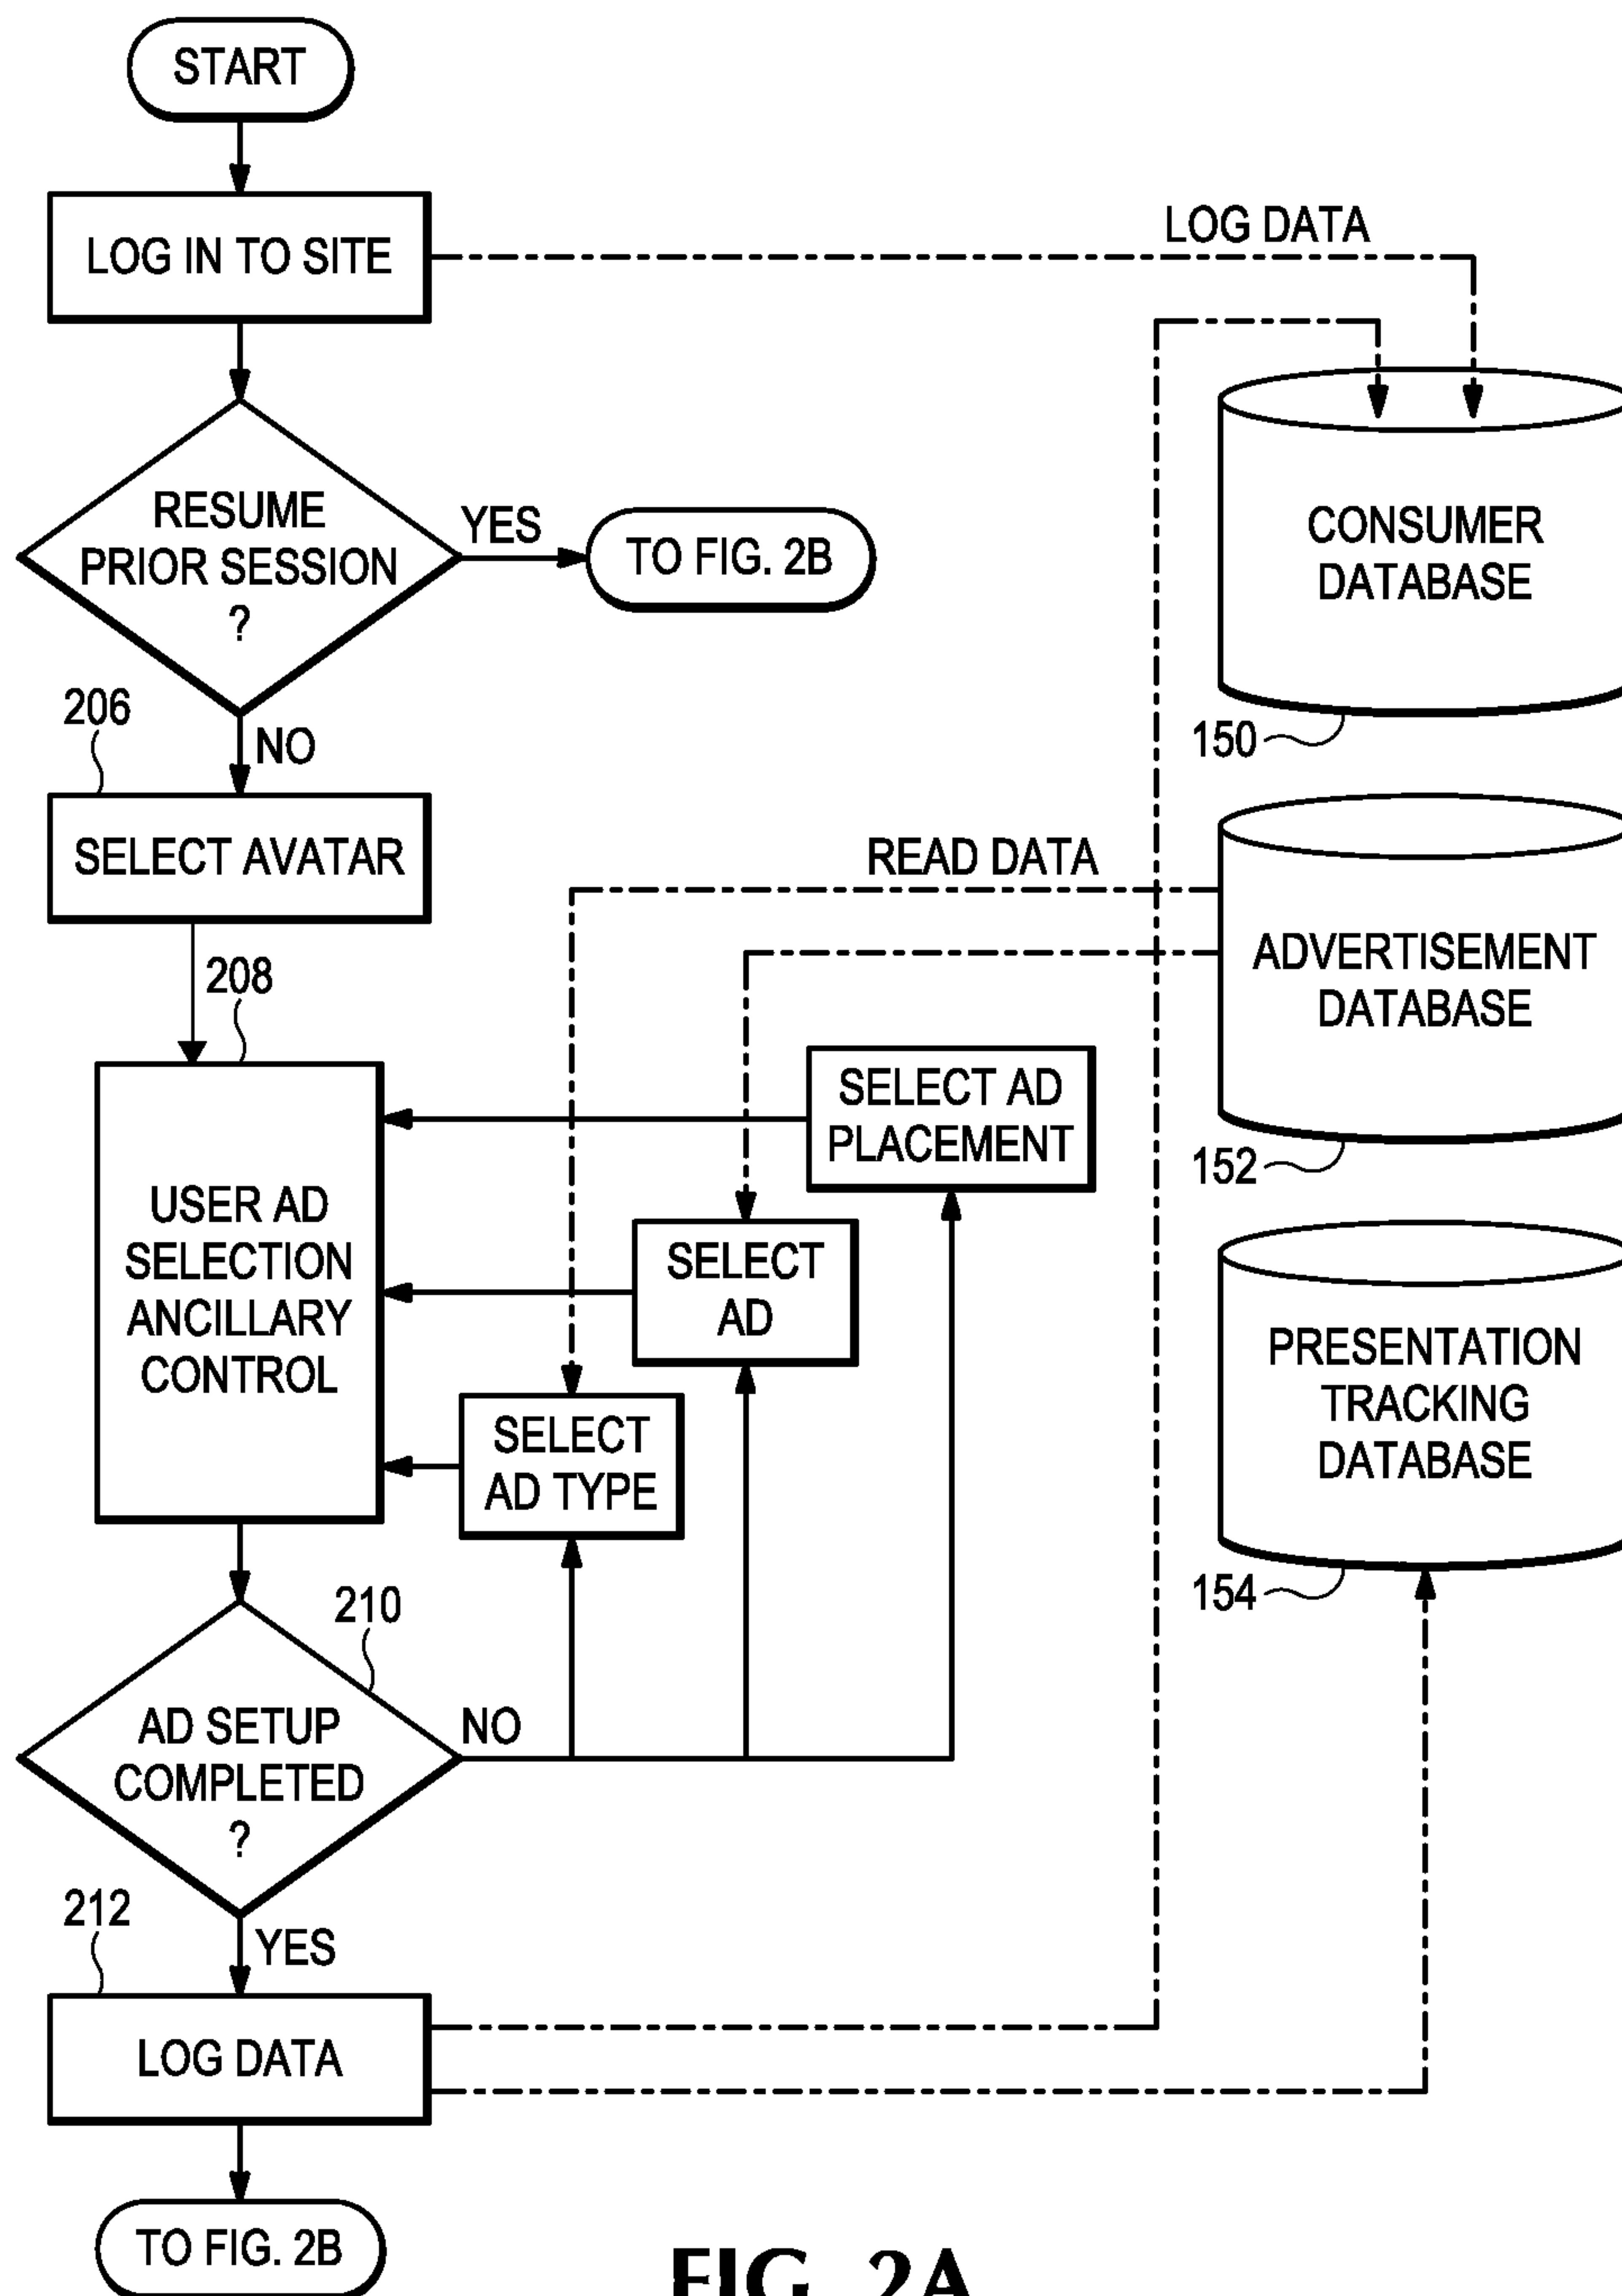 START
LOG IN TO SITE
LOG DATA
RESUME
PRIOR SESSION
?
YES
TO FIG. 2B
CONSUMER
DATABASE
150
206
NO
SELECT AVATAR
READ DATA
208
ADVERTISEMENT
DATABASE
152
SELECT AD
PLACEMENT
USER AD
SELECTION
ANCILLARY
CONTROL
SELECT
AD
SELECT
AD TYPE
PRESENTATION
TRACKING
DATABASE
154
210
AD SETUP
COMPLETED
?
NO
212
YES
LOG DATA
TO FIG. 2B
FIG. 2A